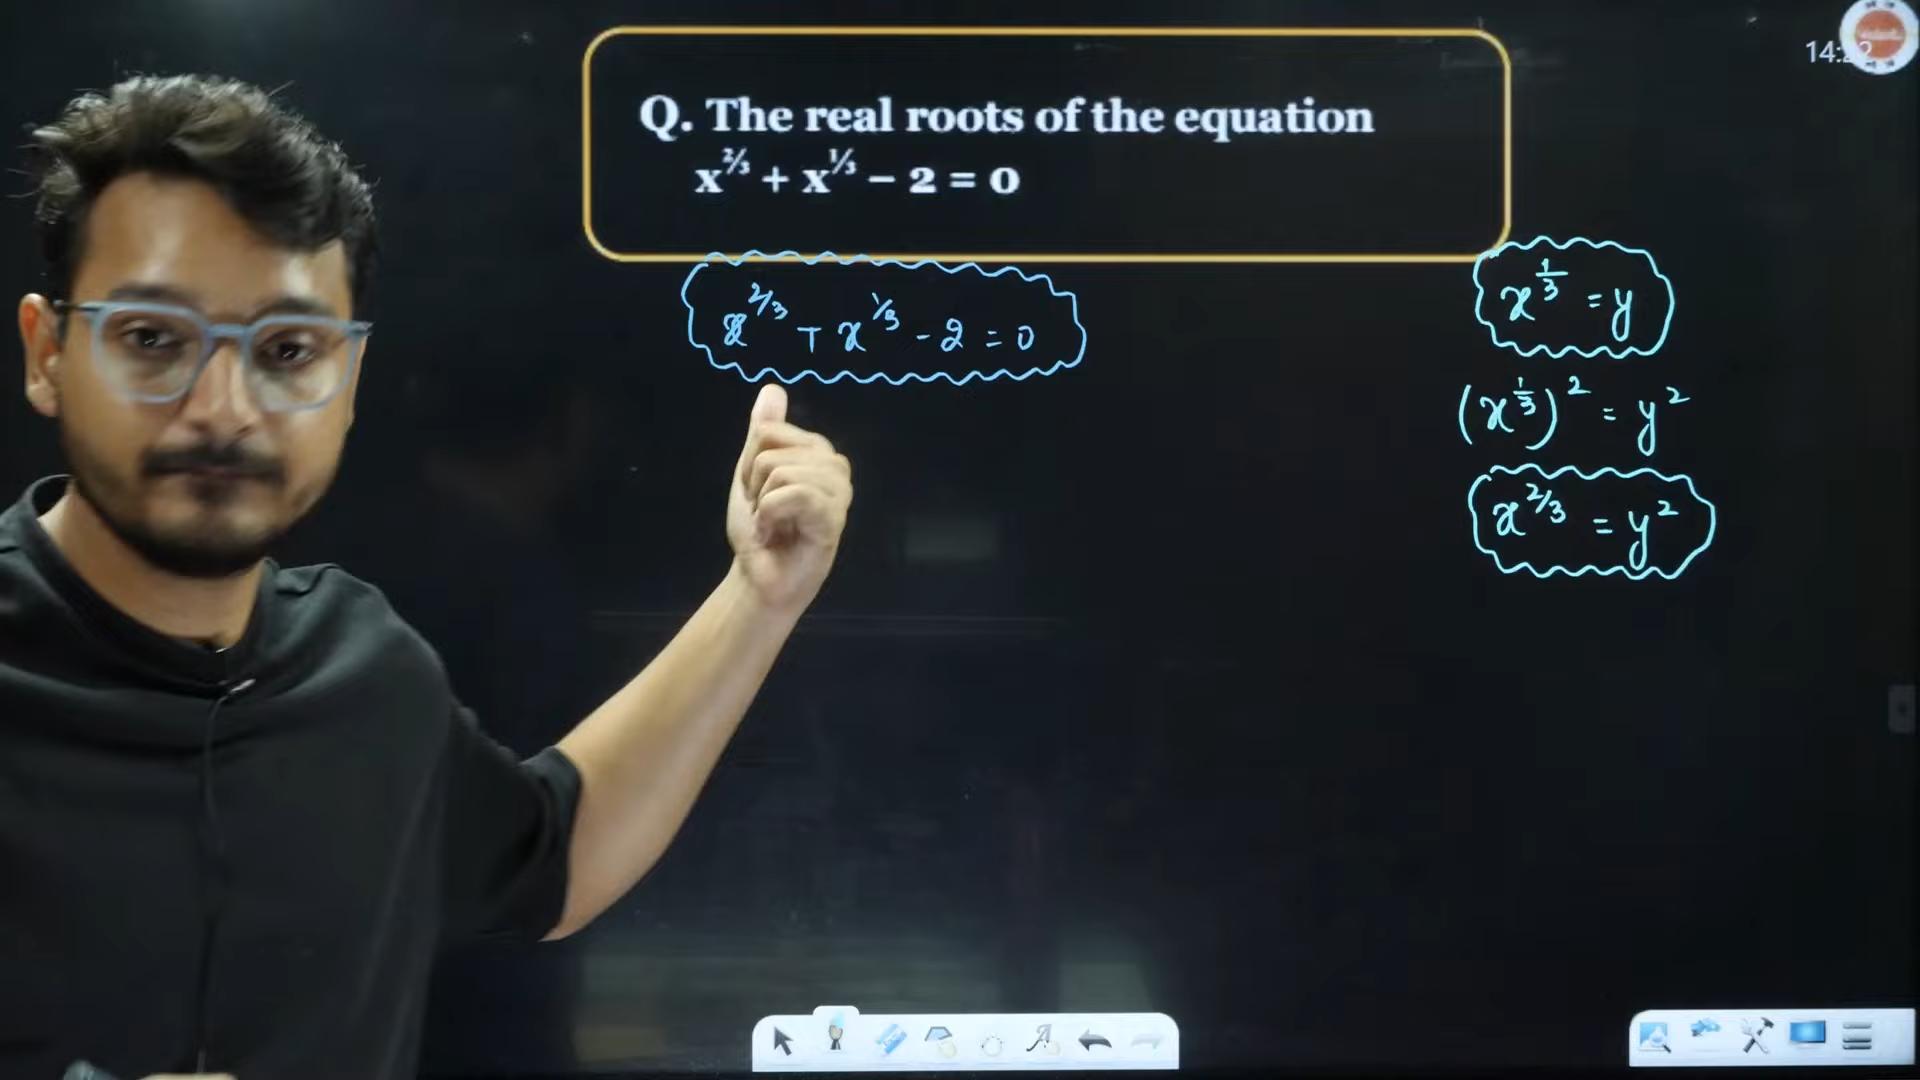 Q. The real roots of the equation
x^⅔ + x^⅓ − 2 = 0
x^2/3 + x^1/3 - 2 = 0
x^1/3 = y
(x^1/3)^2 = y^2
x^2/3 = y^2